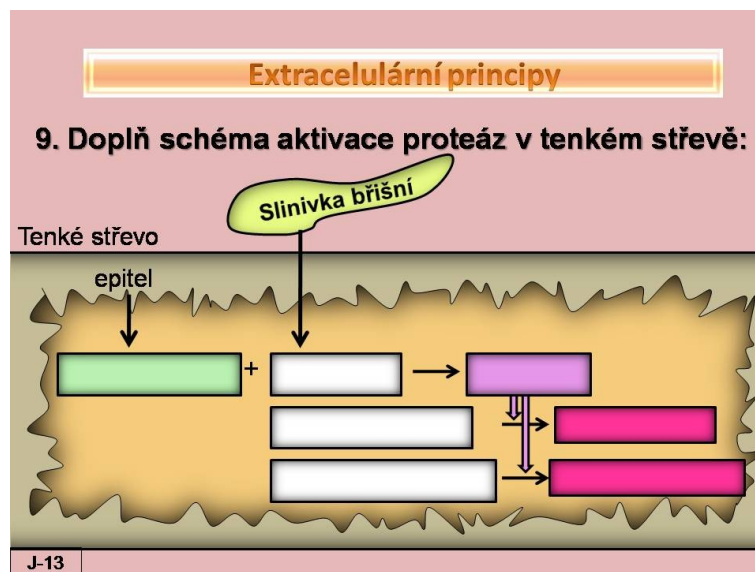 Extracelulární principy
9. Doplň schéma aktivace proteáz v tenkém střevě:
Slinivka břišní
Tenké střevo
epitel
+
J-13